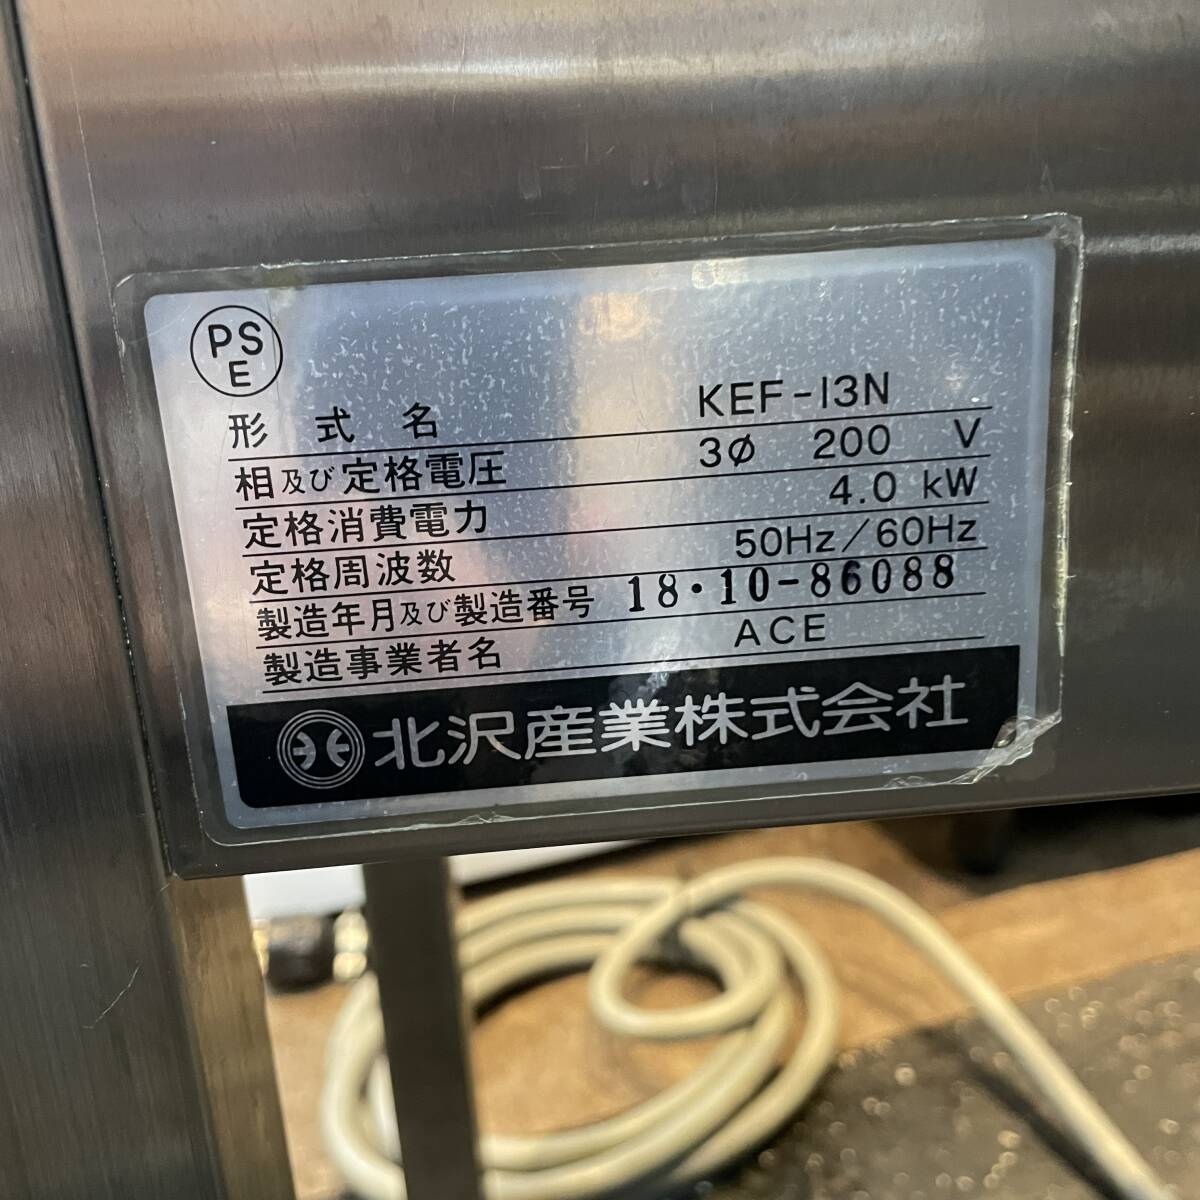 PS
E
形式名 KEF-13N
相及び定格電圧 3φ 200 V
定格消費電力 4.0 kW
定格周波数 50Hz/60Hz
製造年月及び製造番号 18・10-86088
製造事業者名 ACE
北沢産業株式会社